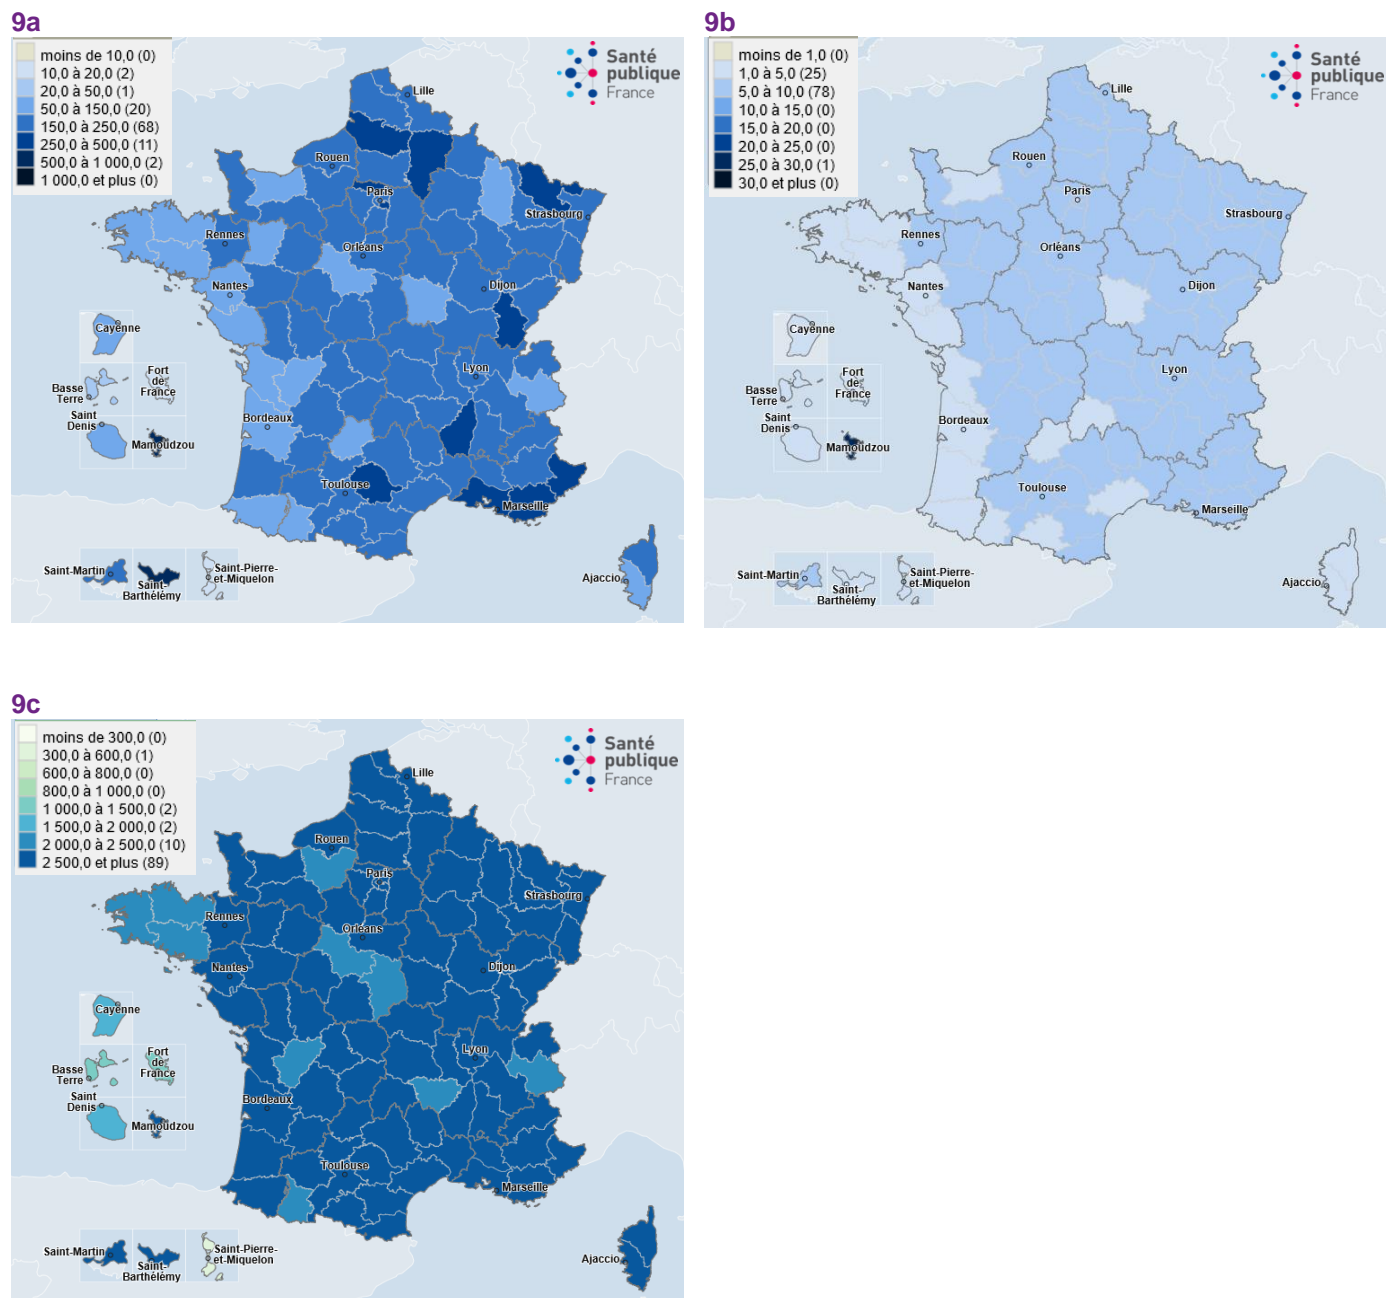 9a
moins de 10,0 (0)
10,0 à 20,0 (2)
20,0 à 50,0 (1)
50,0 à 150,0 (20)
150,0 à 250,0 (68)
250,0 à 500,0 (11)
500,0 à 1 000,0 (2)
1 000,0 et plus (0)
Santé
publique
France
Lille
Rouen
Paris
Strasbourg
Rennes
Orléans
Nantes
Dijon
Cayenne
Lyon
Basse
Terre
Fort
de
France
Saint
Denis
Mamoudzou
Bordeaux
Toulouse
Marseille
Saint-Martin
Saint-
Barthélémy
Saint-Pierre-
et-Miquelon
Ajaccio
9b
moins de 1,0 (0)
1,0 à 5,0 (25)
5,0 à 10,0 (78)
10,0 à 15,0 (0)
15,0 à 20,0 (0)
20,0 à 25,0 (0)
25,0 à 30,0 (1)
30,0 et plus (0)
Santé
publique
France
Lille
Rouen
Paris
Strasbourg
Rennes
Orléans
Nantes
Dijon
Cayenne
Lyon
Basse
Terre
Fort
de
France
Saint
Denis
Mamoudzou
Bordeaux
Toulouse
Marseille
Saint-Martin
Saint-
Barthélémy
Saint-Pierre-
et-Miquelon
Ajaccio
9c
moins de 300,0 (0)
300,0 à 600,0 (1)
600,0 à 800,0 (0)
800,0 à 1 000,0 (0)
1 000,0 à 1 500,0 (2)
1 500,0 à 2 000,0 (2)
2 000,0 à 2 500,0 (10)
2 500,0 et plus (89)
Santé
publique
France
Lille
Rouen
Paris
Strasbourg
Rennes
Orléans
Nantes
Dijon
Cayenne
Lyon
Basse
Terre
Fort
de
France
Saint
Denis
Mamoudzou
Bordeaux
Toulouse
Marseille
Saint-Martin
Saint-
Barthélémy
Saint-Pierre-
et-Miquelon
Ajaccio